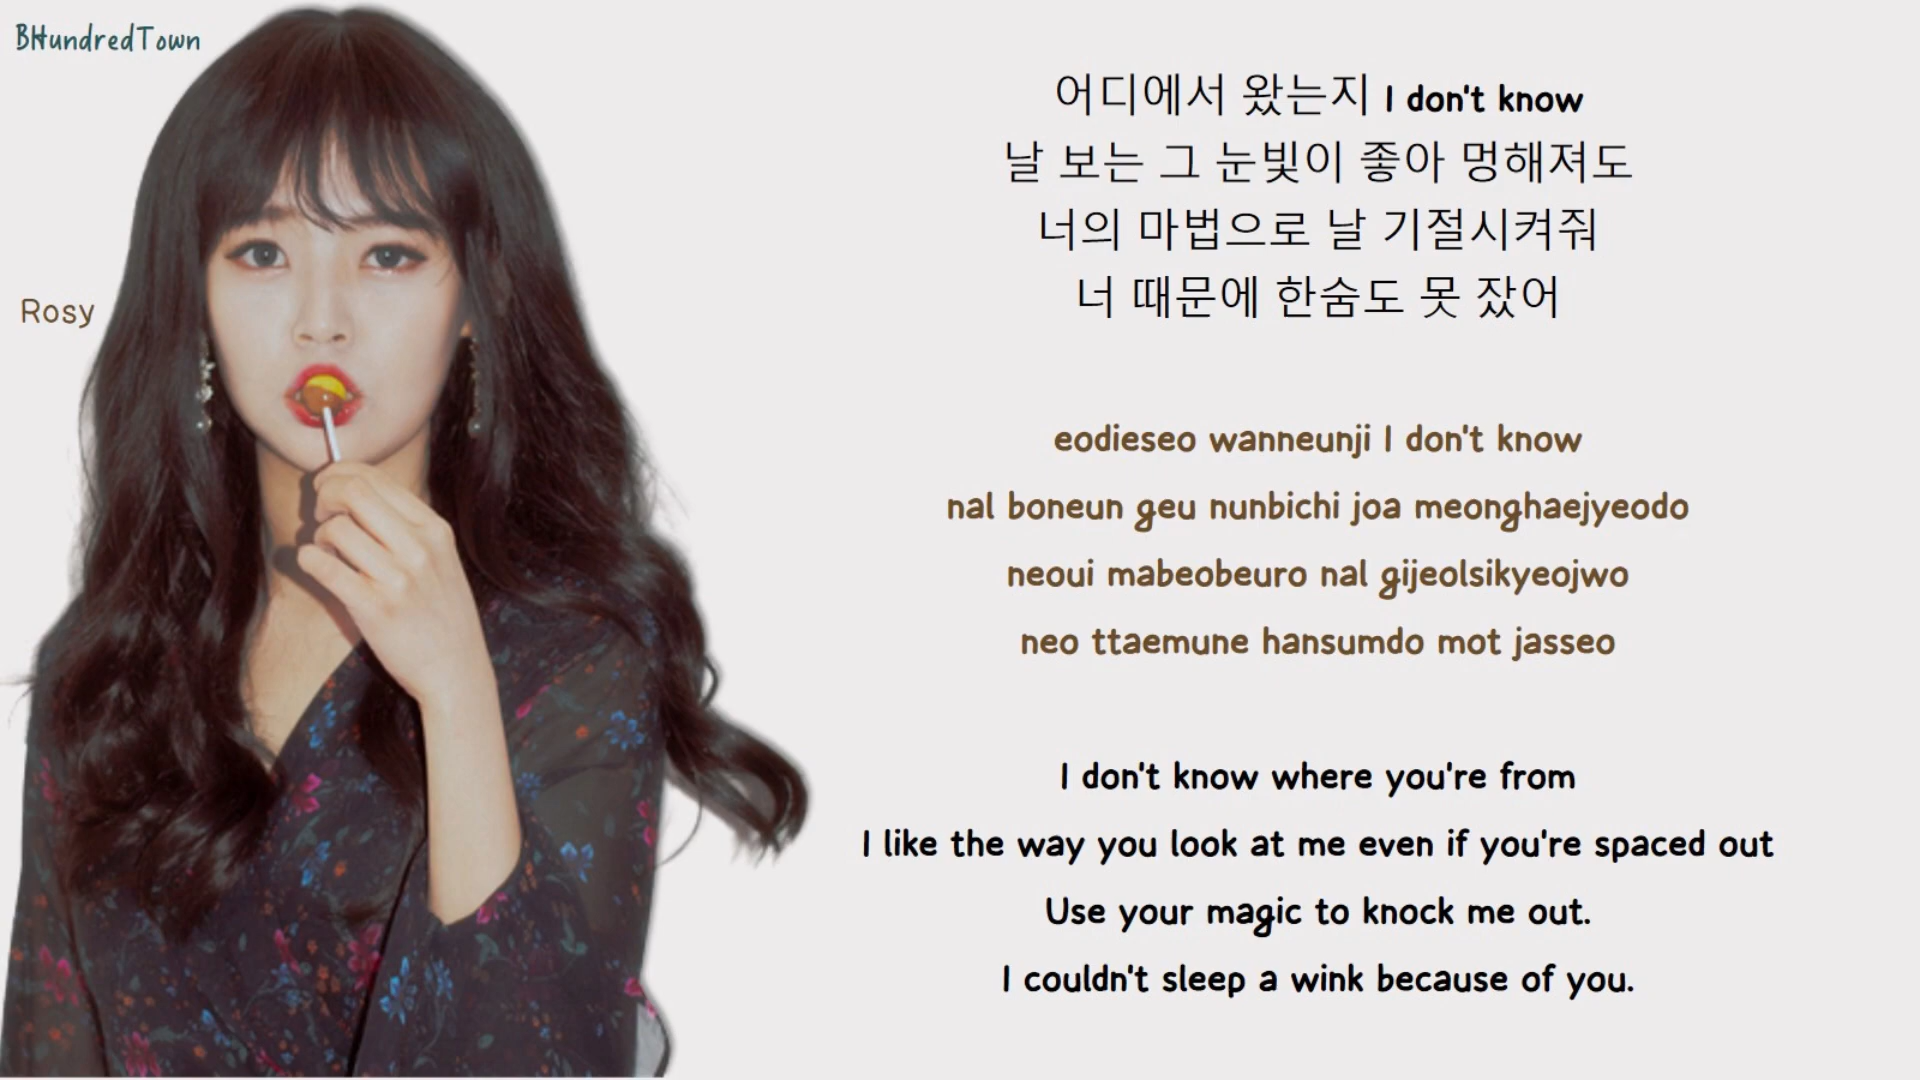 BHundredTown
Rosy
어디에서 왔는지 I don't know
날 보는 그 눈빛이 좋아 멍해져도
너의 마법으로 날 기절시켜줘
너 때문에 한숨도 못 잤어
eodieseo wanneunji I don't know
nal boneun geu nunbichi joa meonghaejyeodo
neoui mabeobeuro nal gijeolsikyeojwo
neo ttaemune hansumdo mot jasseo
I don't know where you're from
I like the way you look at me even if you're spaced out
Use your magic to knock me out.
I couldn't sleep a wink because of you.